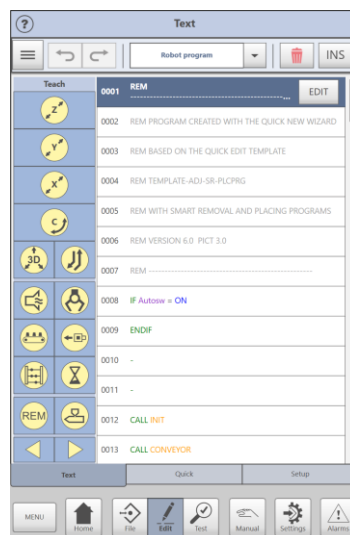 ?
Text
Robot program
INS
Teach
Z
Y
X
C
3D
REM
0001 REM
------------------------------------------------... EDIT
0002 REM PROGRAM CREATED WITH THE QUICK NEW WIZARD
0003 REM BASED ON THE QUICK EDIT TEMPLATE
0004 REM TEMPLATE-ADJ-SR-PLCPRG
0005 REM WITH SMART REMOVAL AND PLACING PROGRAMS
0006 REM VERSION 6.0 PICT 3.0
0007 REM ------------------------------------------------
0008 IF Autosw = ON
0009 ENDIF
0010 -
0011 -
0012 CALL INIT
0013 CALL CONVEYOR
Text Quick Setup
MENU Home File Edit Test Manual Settings Alarms